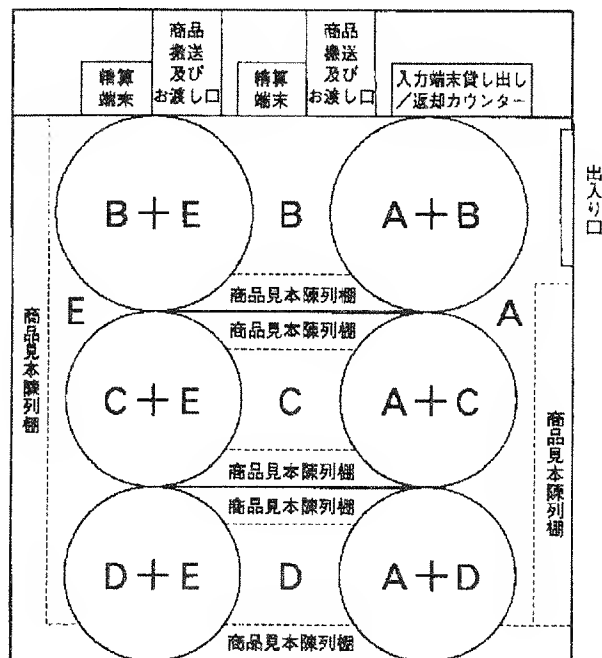 商品
搬送
及び
お渡し口
商品
搬送
及び
お渡し口
精算
端末
精算
端末
入力端末貸し出し
／返却カウンター
出入り口
B＋E
B
A＋B
商品見本陳列棚
E
商品見本陳列棚
A
商品見本陳列棚
C＋E
C
A＋C
商品見本陳列棚
商品見本陳列棚
商品見本陳列棚
D＋E
D
A＋D
商品見本陳列棚